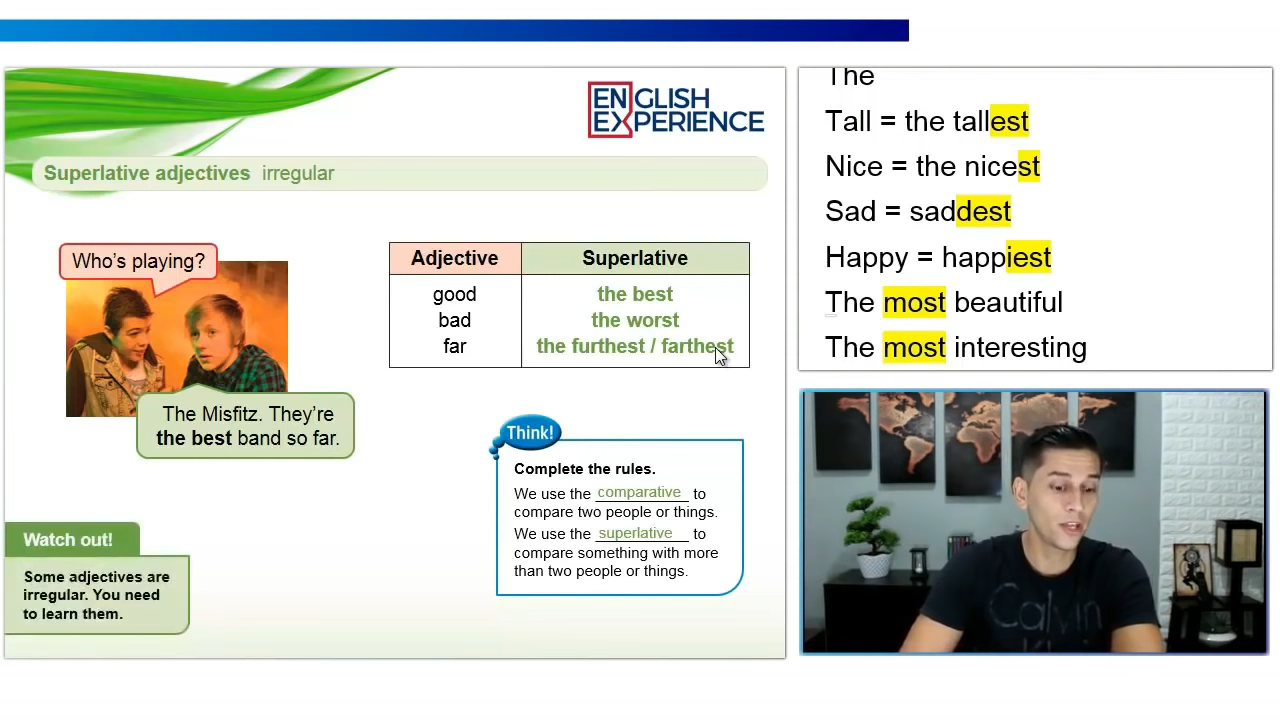 ENGLISH
EXPERIENCE
Superlative adjectives irregular
Who's playing?
The Misfitz. They're
the best band so far.
Adjective Superlative
good the best
bad the worst
far the furthest / farthest
Think!
Complete the rules.
We use the comparative to
compare two people or things.
We use the superlative to
compare something with more
than two people or things.
Watch out!
Some adjectives are
irregular. You need
to learn them.
The
Tall = the tallest
Nice = the nicest
Sad = saddest
Happy = happiest
The most beautiful
The most interesting
Calvin